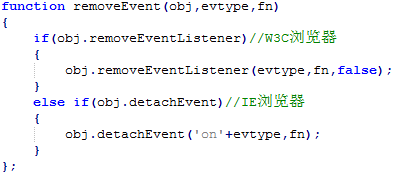 function removeEvent(obj,evtype,fn)
{
    if(obj.removeEventListener)//W3C浏览器
    {
        obj.removeEventListener(evtype,fn,false);
    }
    else if(obj.detachEvent)//IE浏览器
    {
        obj.detachEvent('on'+evtype,fn);
    }
};